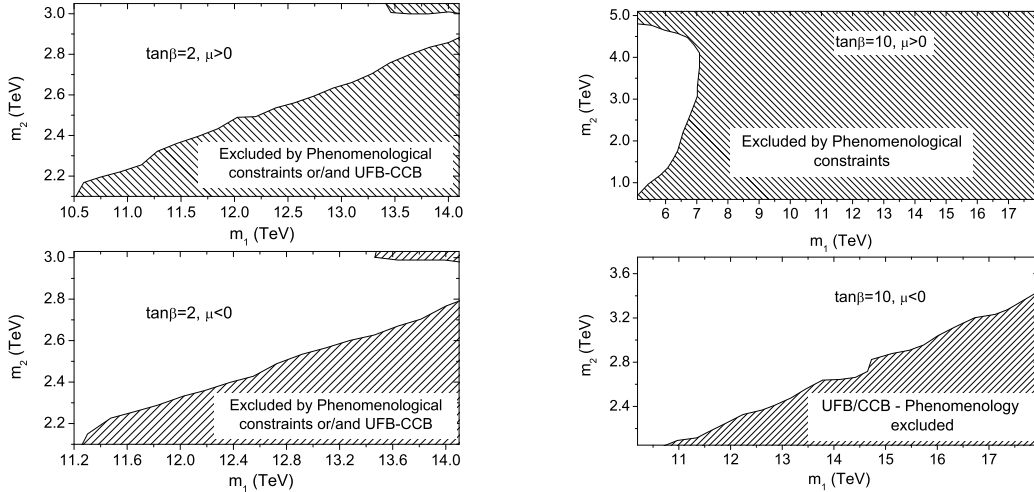 3.0
2.8
2.6
2.4
2.2
m2 (TeV)
tanβ=2, μ>0
Excluded by Phenomenological
constraints or/and UFB-CCB
10.5 11.0 11.5 12.0 12.5 13.0 13.5 14.0
m1 (TeV)
5.0
4.0
3.0
2.0
1.0
m2 (TeV)
tanβ=10, μ>0
Excluded by Phenomenological
constraints
6 7 8 9 10 11 12 13 14 15 16 17
m1 (TeV)
3.0
2.8
2.6
2.4
2.2
m2 (TeV)
tanβ=2, μ<0
Excluded by Phenomenological
constraints or/and UFB-CCB
11.2 11.6 12.0 12.4 12.8 13.2 13.6 14.0
m1 (TeV)
3.6
3.2
2.8
2.4
m2 (TeV)
tanβ=10, μ<0
UFB/CCB - Phenomenology
excluded
11 12 13 14 15 16 17
m1 (TeV)